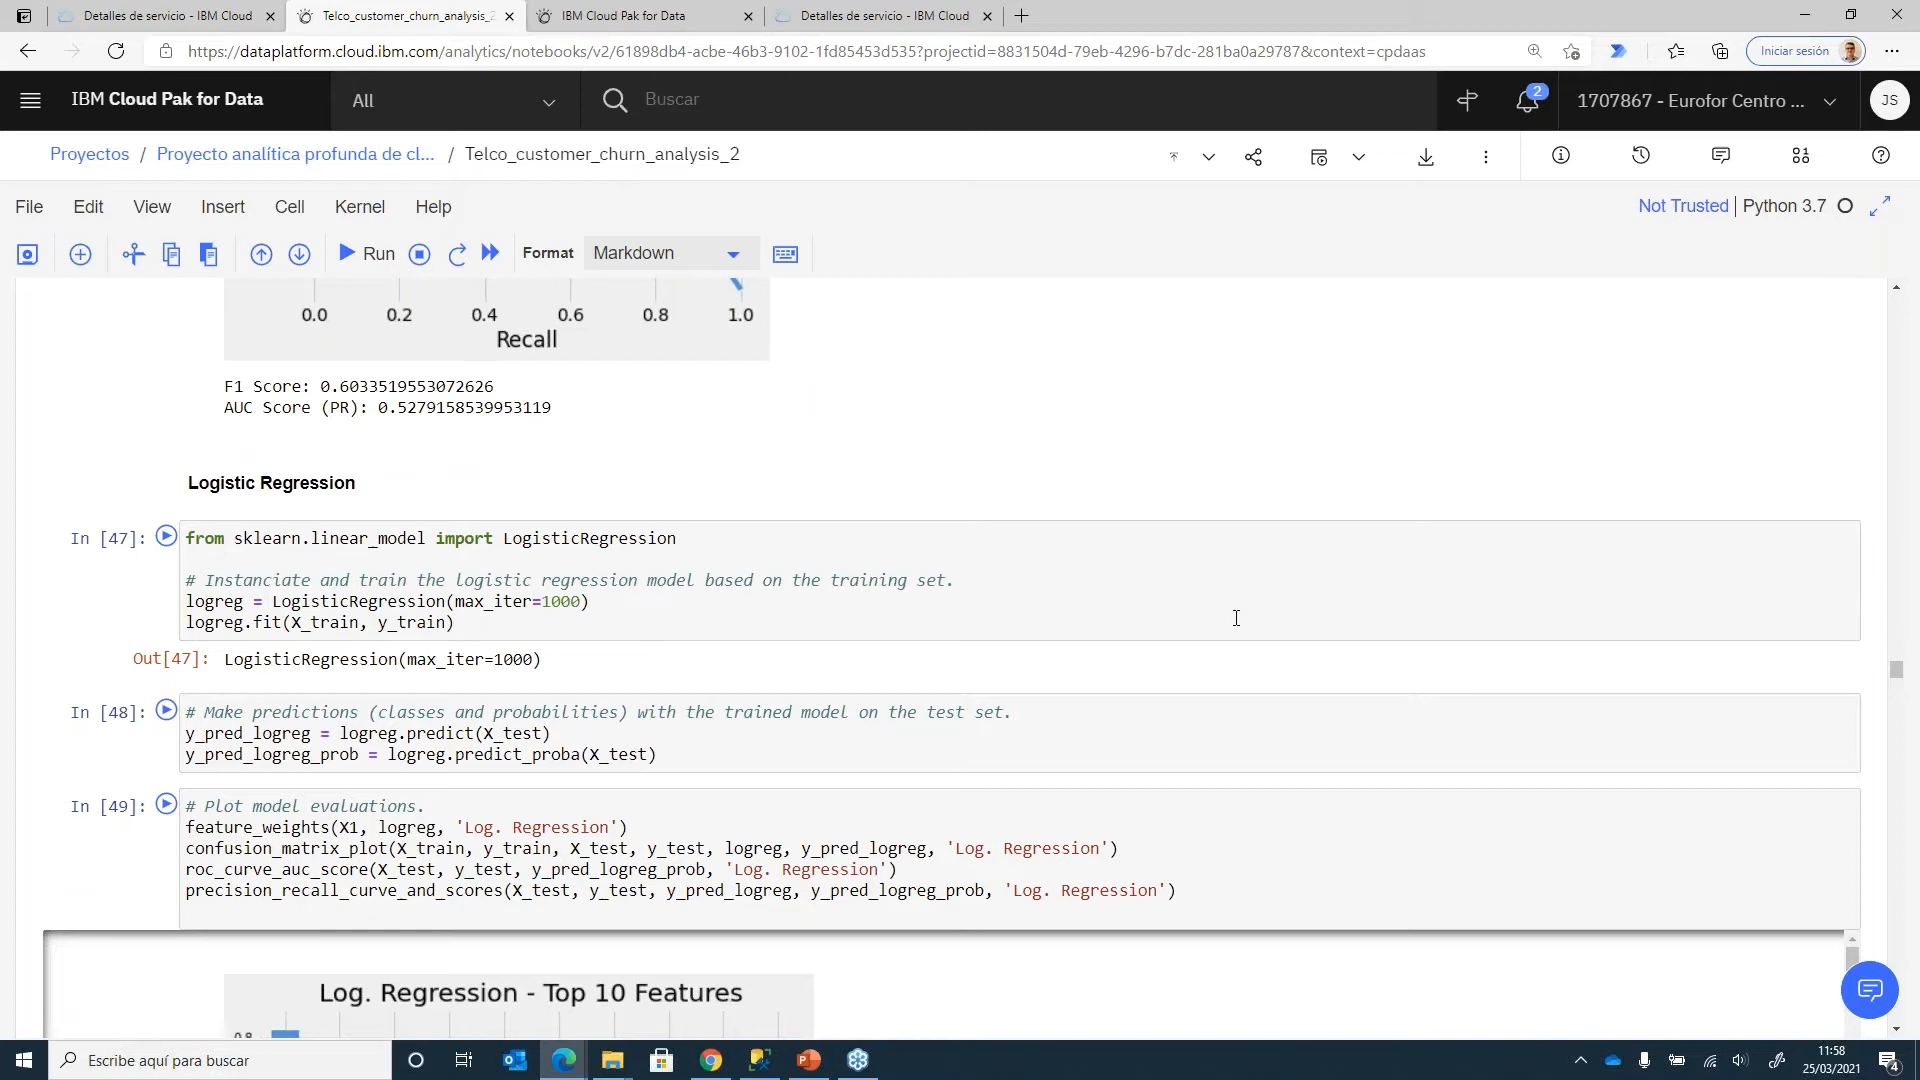 Detalles de servicio - IBM Cloud
Telco_customer_churn_analysis_2
IBM Cloud Pak for Data
Detalles de servicio - IBM Cloud
https://dataplatform.cloud.ibm.com/analytics/notebooks/v2/61898db4-acbe-46b3-9102-1fd85453d535?projectid=8831504d-79eb-4296-b7dc-281ba0a29787&context=cpdaas
Iniciar sesión
IBM Cloud Pak for Data
All
Buscar
2
1707867 - Eurofor Centro ...
JS
Proyectos / Proyecto analítica profunda de cl... / Telco_customer_churn_analysis_2
File Edit View Insert Cell Kernel Help
Not Trusted | Python 3.7
Run
Format
Markdown
0.0 0.2 0.4 0.6 0.8 1.0
Recall
F1 Score: 0.6033519553072626
AUC Score (PR): 0.5279158539953119
Logistic Regression
In [47]: from sklearn.linear_model import LogisticRegression
# Instanciate and train the logistic regression model based on the training set.
logreg = LogisticRegression(max_iter=1000)
logreg.fit(X_train, y_train)
Out[47]: LogisticRegression(max_iter=1000)
In [48]: # Make predictions (classes and probabilities) with the trained model on the test set.
y_pred_logreg = logreg.predict(X_test)
y_pred_logreg_prob = logreg.predict_proba(X_test)
In [49]: # Plot model evaluations.
feature_weights(X1, logreg, 'Log. Regression')
confusion_matrix_plot(X_train, y_train, X_test, y_test, logreg, y_pred_logreg, 'Log. Regression')
roc_curve_auc_score(X_test, y_test, y_pred_logreg_prob, 'Log. Regression')
precision_recall_curve_and_scores(X_test, y_test, y_pred_logreg, y_pred_logreg_prob, 'Log. Regression')
Log. Regression - Top 10 Features
0.8
Escribe aquí para buscar
11:58
25/03/2021
4